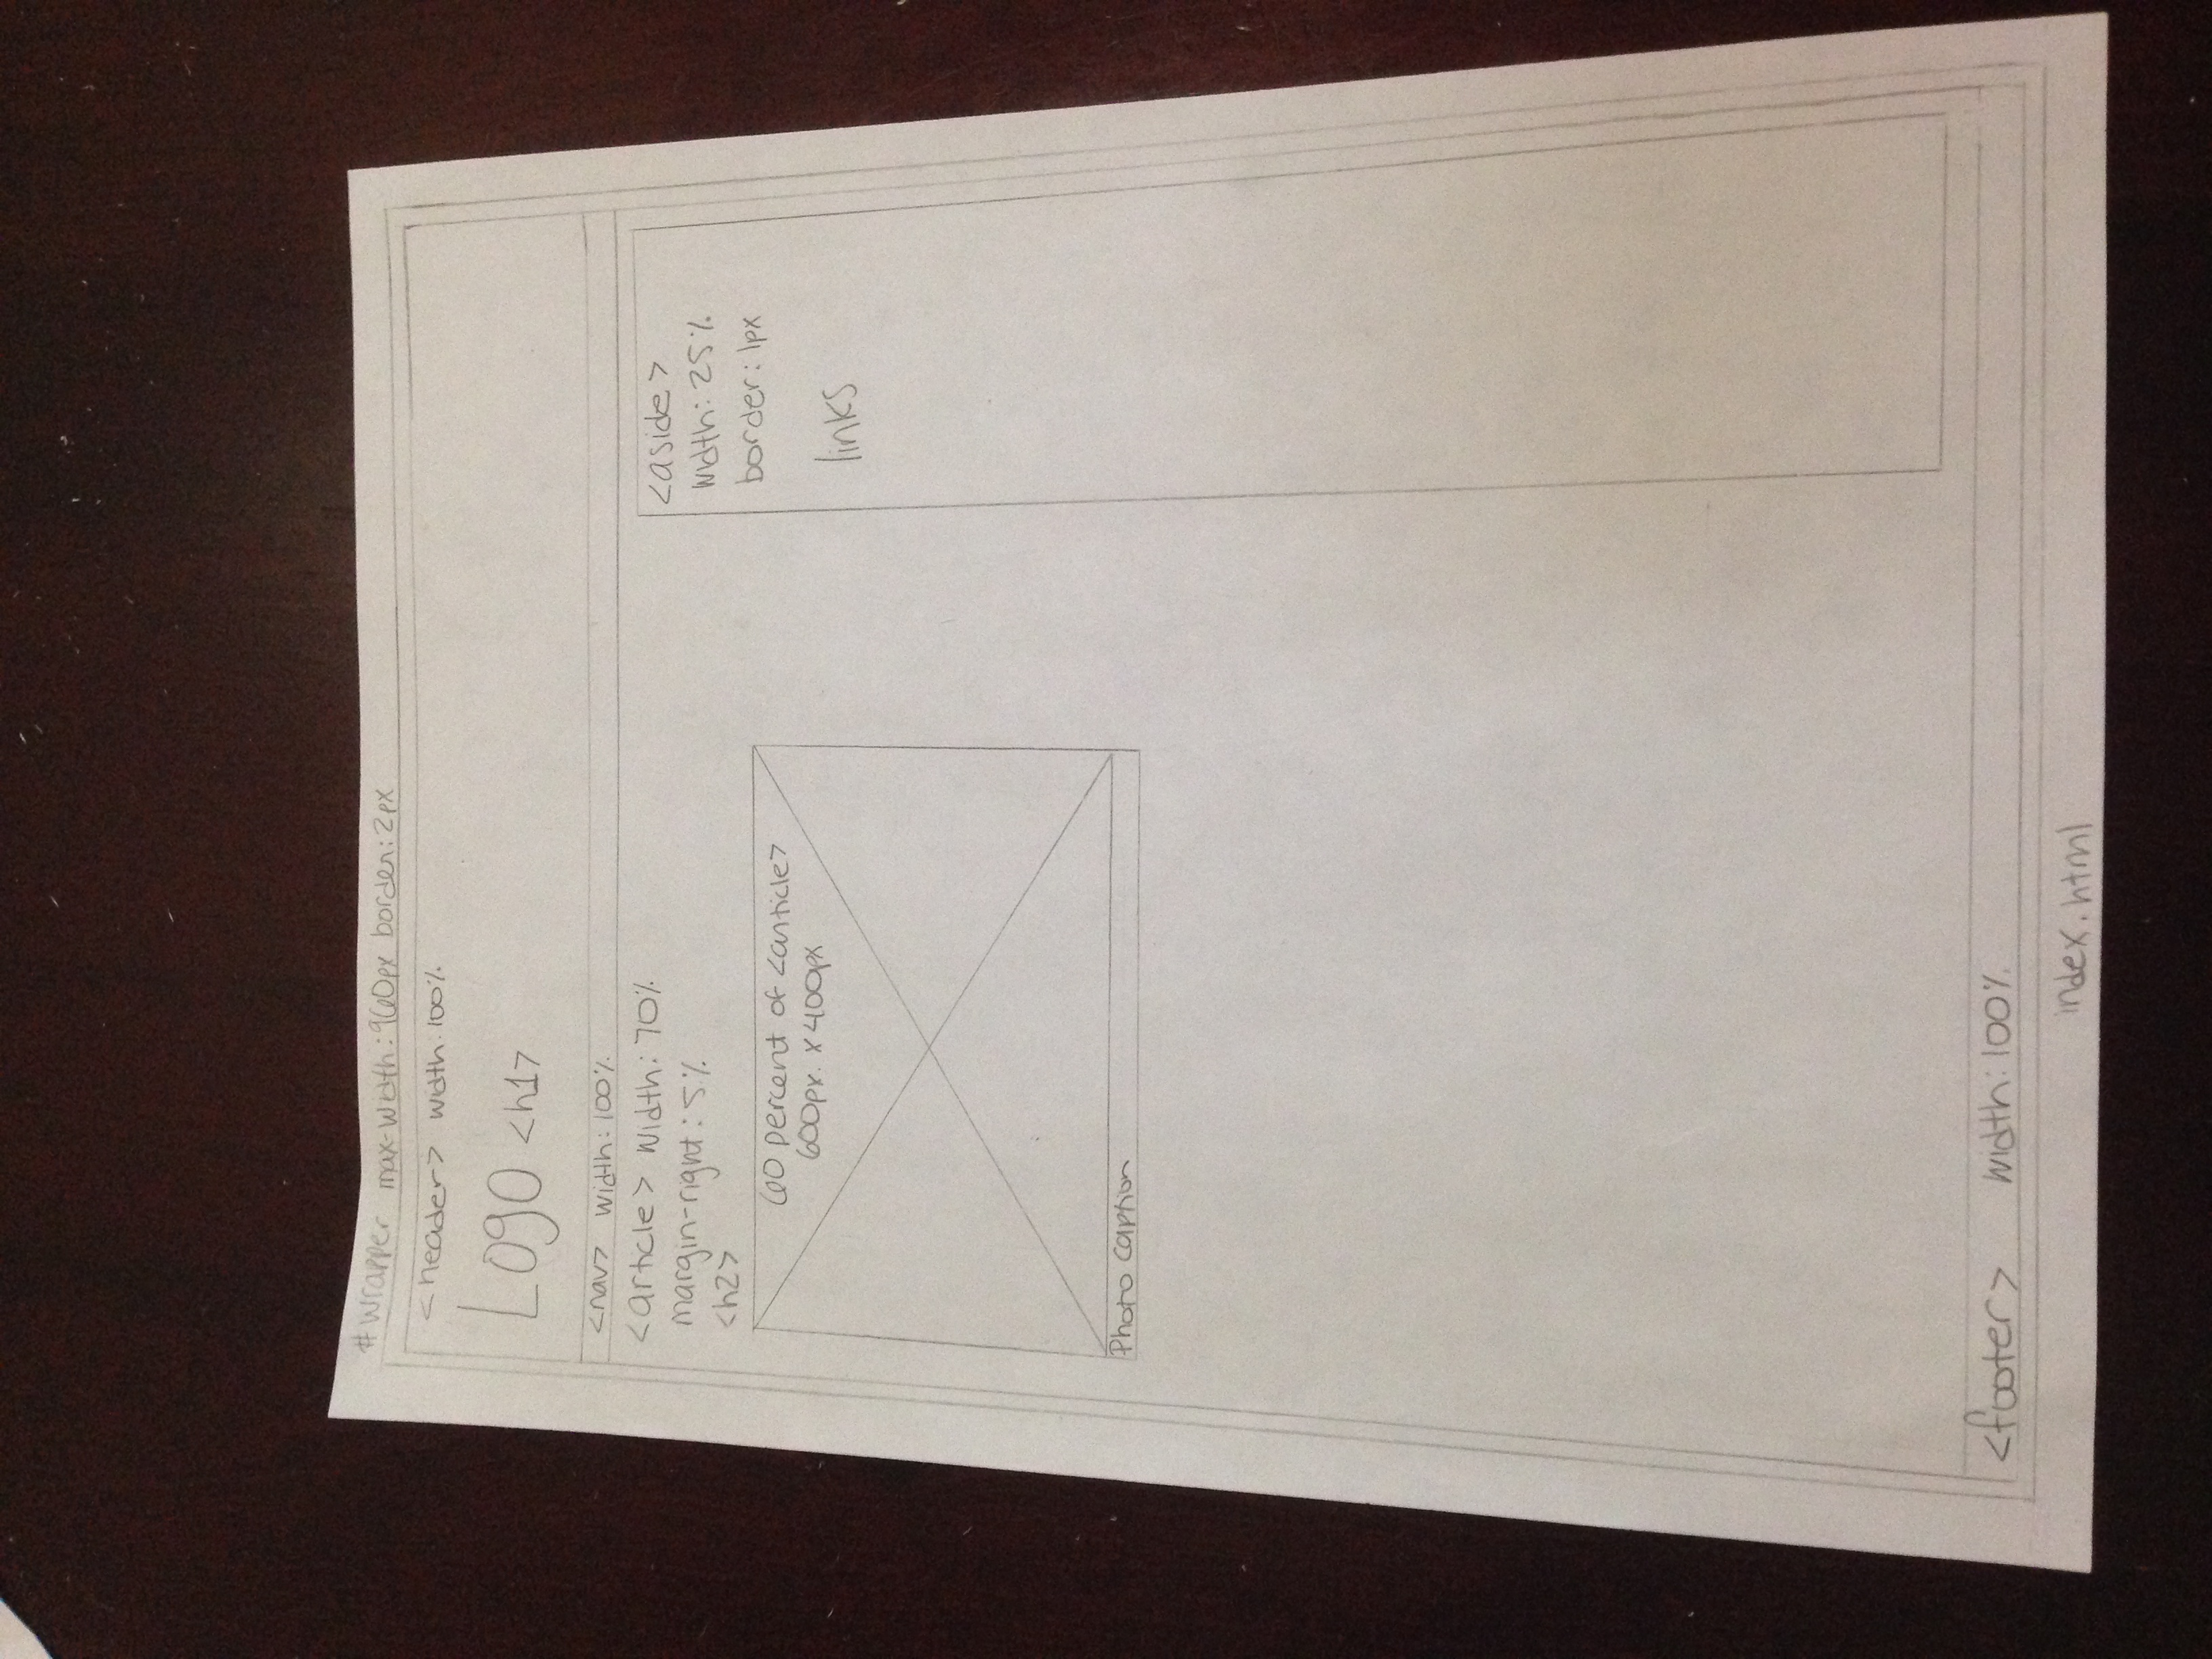 #wrapper max-width: 960px border: 2px
<header> width: 100%
Logo <h1>
<nav> width: 100%
<article> width: 70%
margin-right: 5%
<h2>
60 percent of <article>
600px. x 400px
Photo Caption
<aside>
width: 25%
border: 1px
links
<footer> width: 100%
index.html